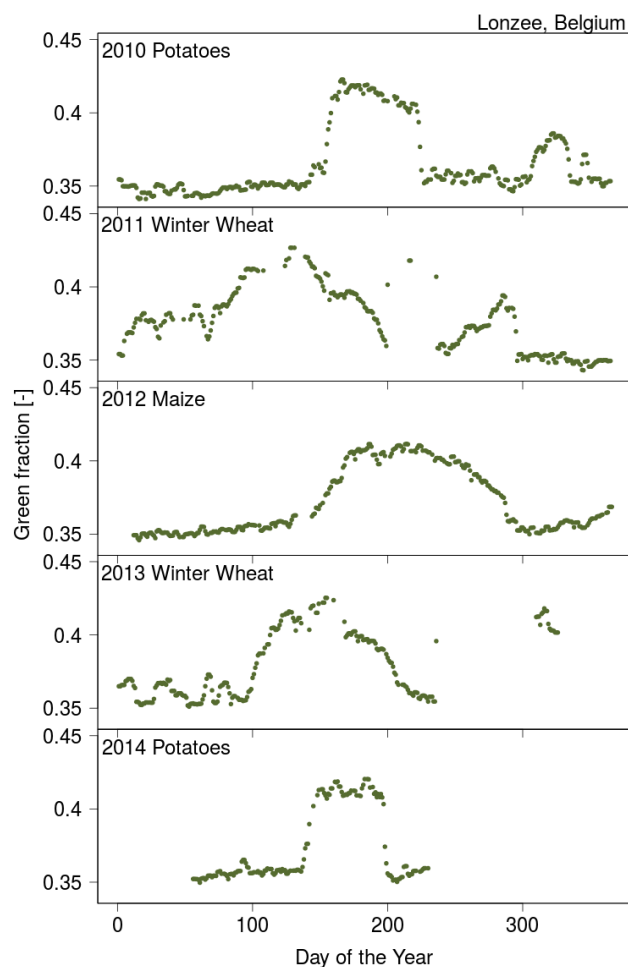 Lonzee, Belgium
0.45
2010 Potatoes
0.4
0.35
0.45
2011 Winter Wheat
0.4
0.35
0.45
2012 Maize
0.4
0.35
0.45
2013 Winter Wheat
0.4
0.35
0.45
2014 Potatoes
0.4
0.35
Green fraction [-]
0 100 200 300
Day of the Year